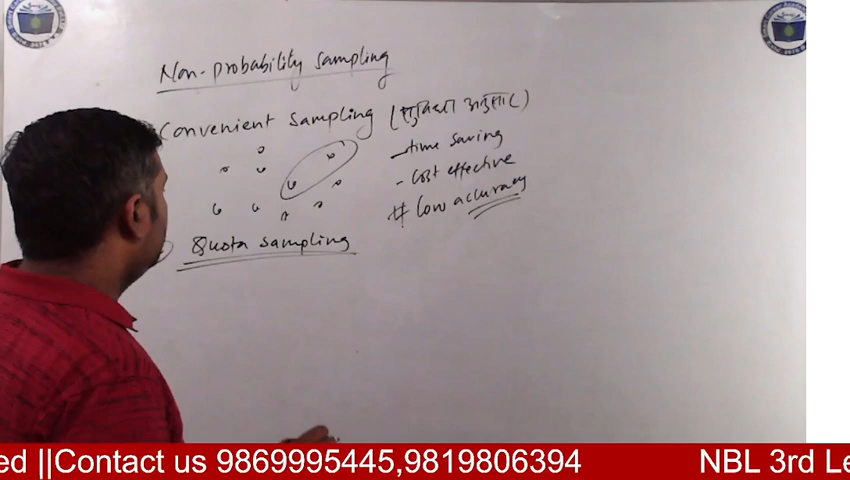 Non-probability sampling
Convenient sampling (सुविधा अनुसार)
- time saving
- cost effective
# low accuracy
Quota sampling
ed ||Contact us 9869995445,9819806394 NBL 3rd Le